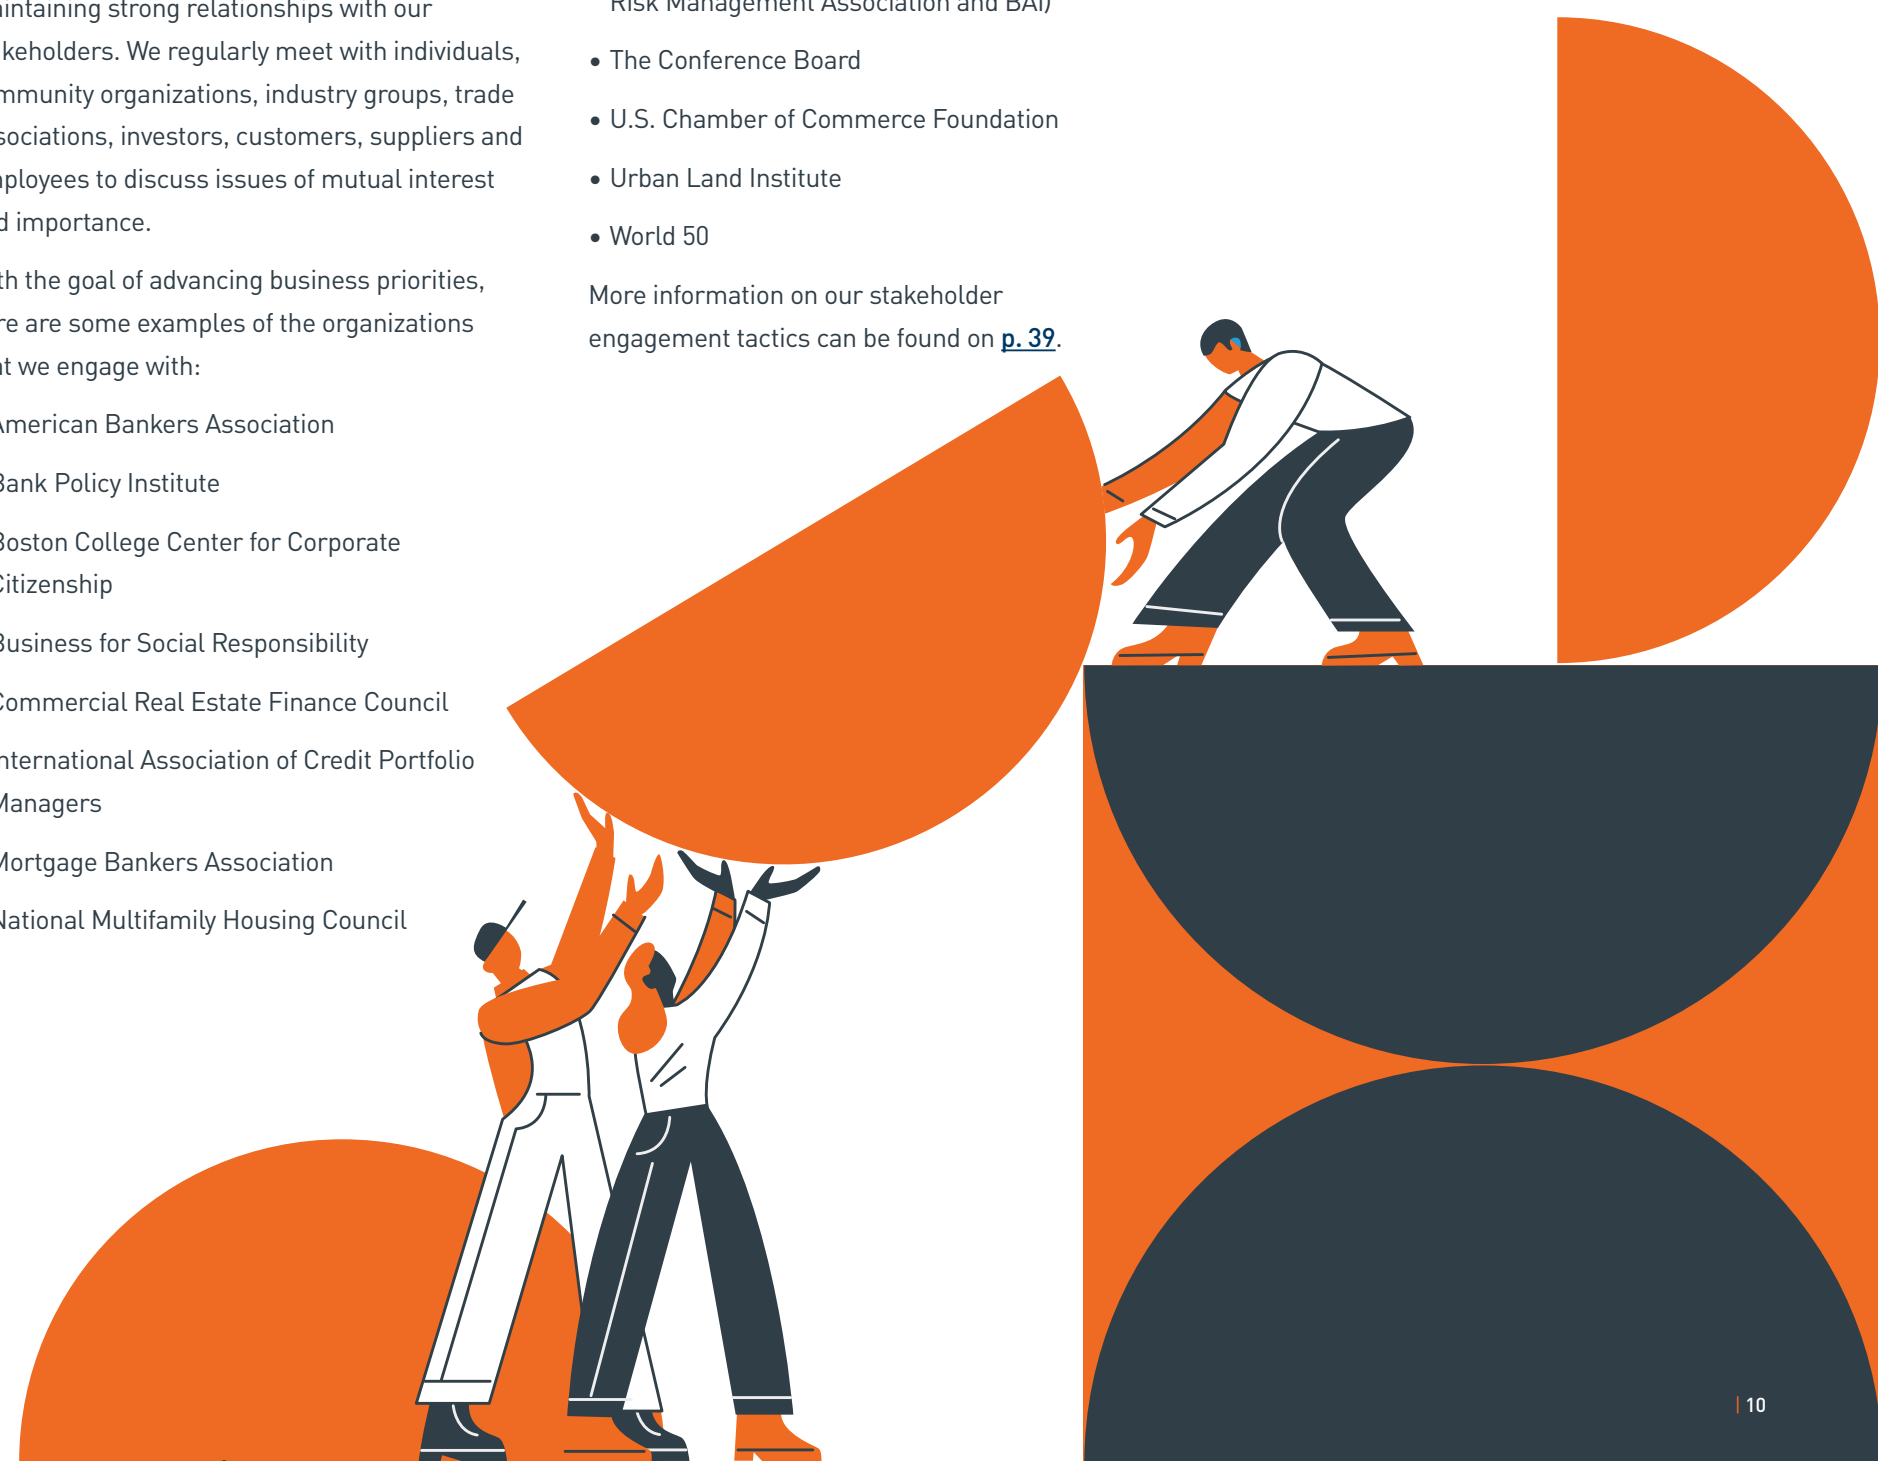 maintaining strong relationships with our
keholders. We regularly meet with individuals,
mmunity organizations, industry groups, trade
sociations, investors, customers, suppliers and
ployees to discuss issues of mutual interest
d importance.
th the goal of advancing business priorities,
re are some examples of the organizations
at we engage with:
American Bankers Association
Bank Policy Institute
Boston College Center for Corporate
Citizenship
Business for Social Responsibility
Commercial Real Estate Finance Council
International Association of Credit Portfolio
Managers
Mortgage Bankers Association
National Multifamily Housing Council
Risk Management Association and BAI)
• The Conference Board
• U.S. Chamber of Commerce Foundation
• Urban Land Institute
• World 50
More information on our stakeholder
engagement tactics can be found on p. 39.
| 10